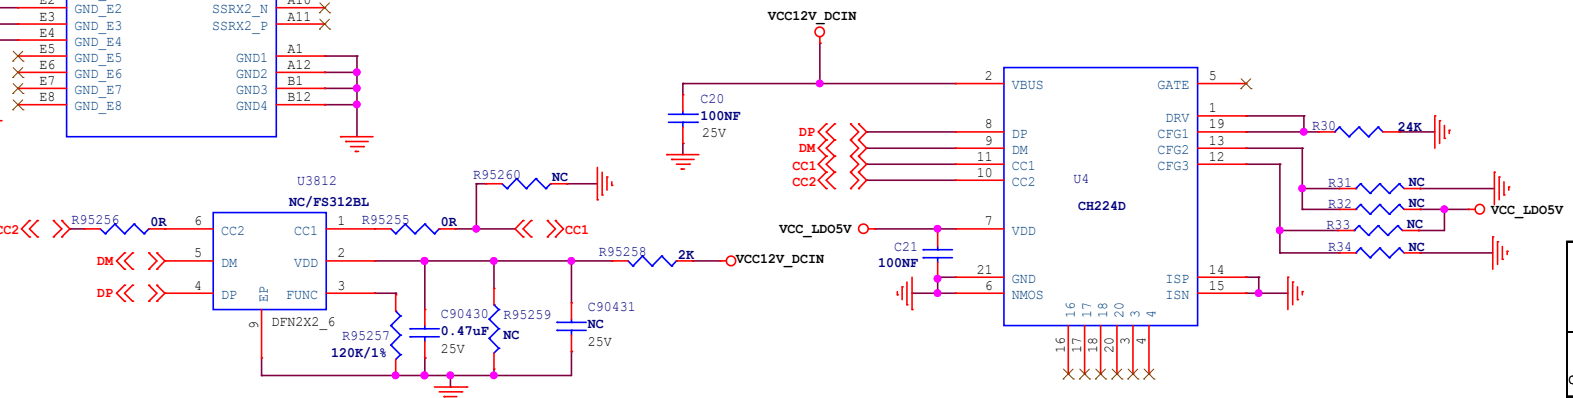 E2 GND_E2 SSRX2_N A10
E3 GND_E3 SSRX2_P A11
E4 GND_E4
E5 GND_E5 GND1 A1
E6 GND_E6 GND2 A12
E7 GND_E7 GND3 B1
E8 GND_E8 GND4 B12
U3812
NC/FS312BL
R95260 NC
CC2 R95256 0R 6 CC2 CC1 1 R95255 0R CC1
DM 5 DM VDD 2 R95258 2K VCC12V_DCIN
DP 4 DP FUNC 3
EP
9
DFN2X2_6
R95257
120K/1%
C90430
0.47uF
25V
R95259
NC
C90431
NC
25V
VCC12V_DCIN
C20
100NF
25V
2 VBUS GATE 5
DRV 1
DP 8 DP CFG1 19 R30 24K
DM 9 DM CFG2 13
CC1 11 CC1 CFG3 12
CC2 10 CC2
U4
CH224D
R31 NC
R32 NC VCC_LDO5V
R33 NC
R34 NC
VCC_LDO5V 7 VDD
C21
100NF
21 GND ISP 14
6 NMOS ISN 15
16 17 18 20 3 4
16 17 18 20 3 4